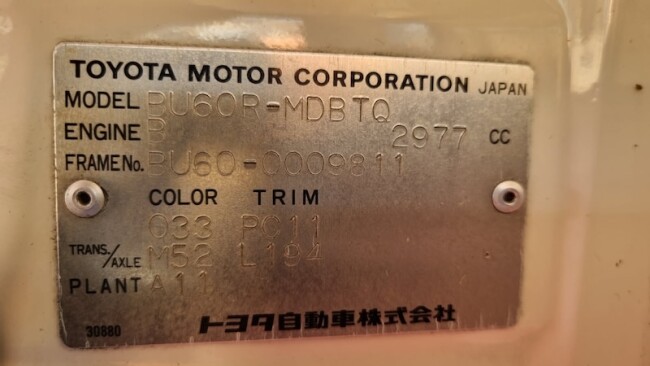 TOYOTA MOTOR CORPORATION JAPAN
MODEL BU60R-MDBTQ
ENGINE B 2977 CC
FRAME No. BU60-0009811
COLOR TRIM
033 PC11
TRANS./AXLE M52 L194
PLANT A11
30880 トヨタ自動車株式会社